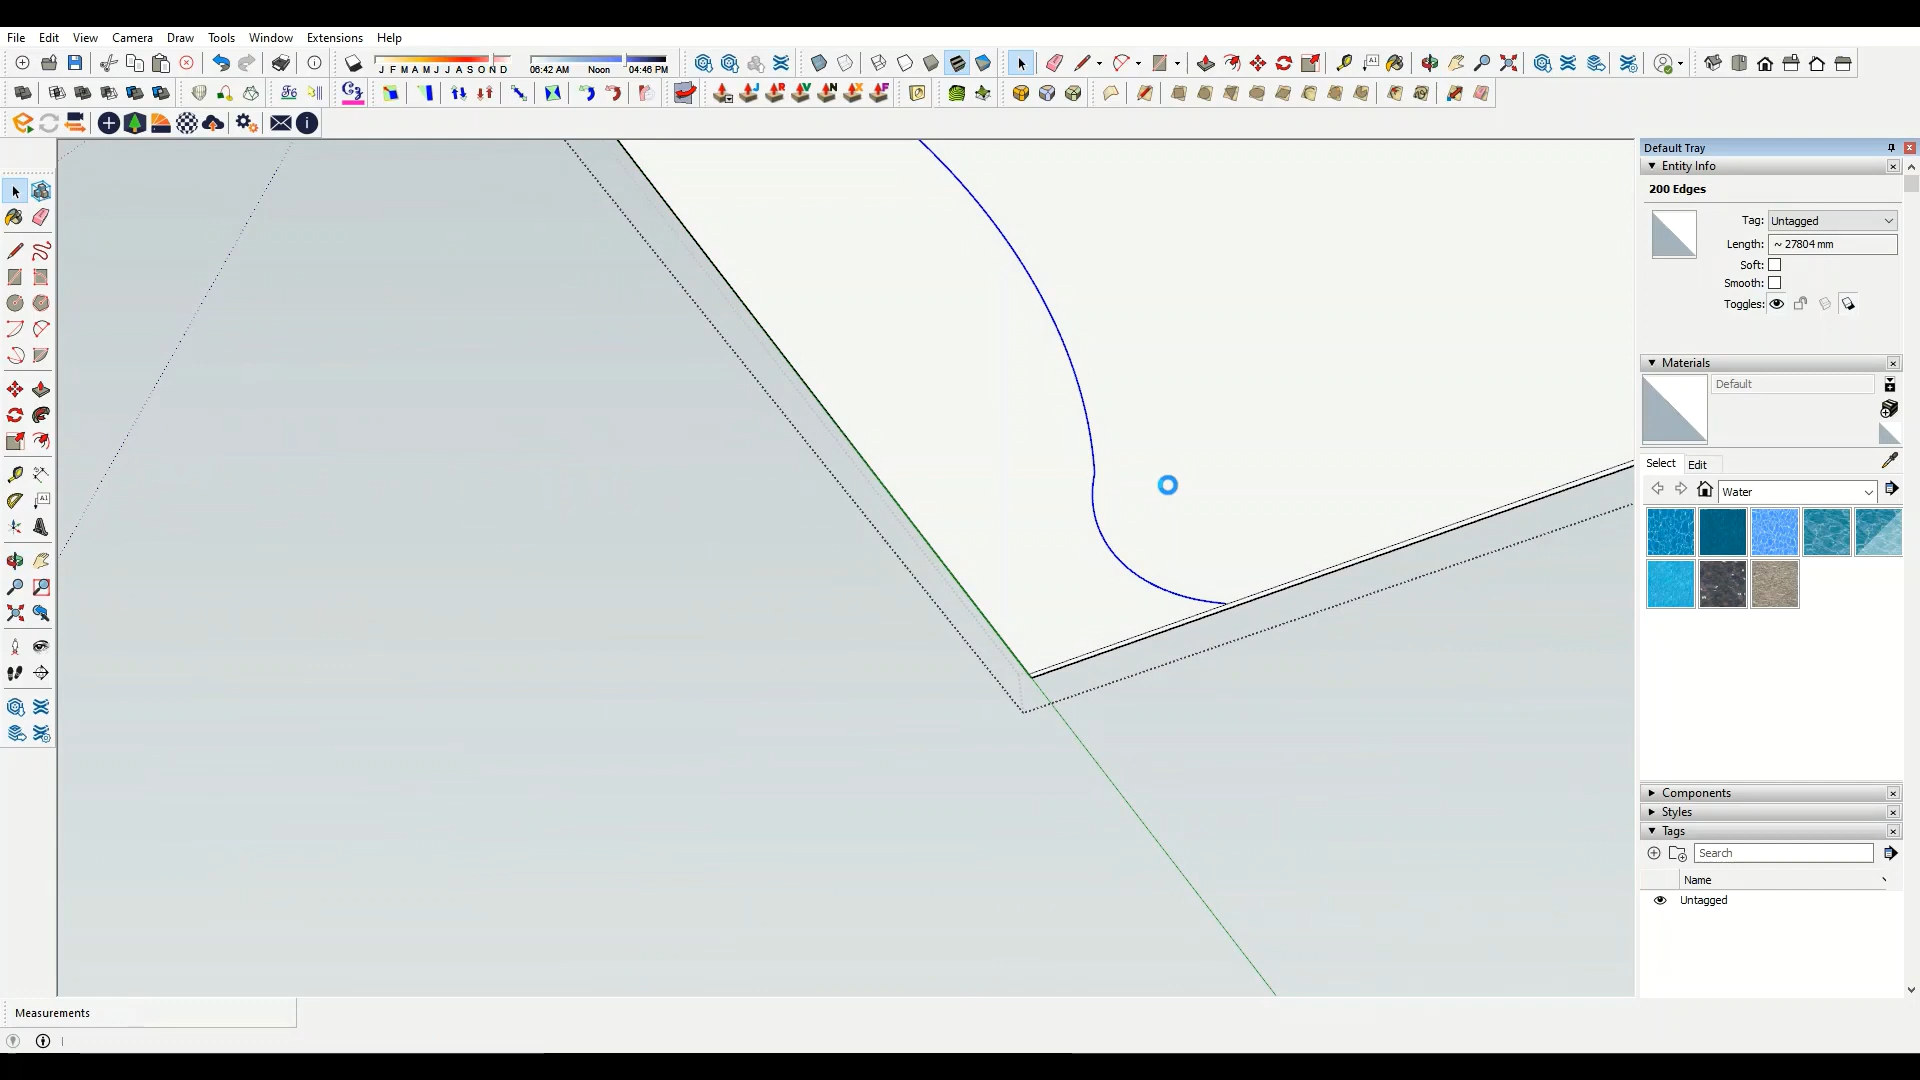 File Edit View Camera Draw Tools Window Extensions Help
J F M A M J J A S O N D
06:42 AM Noon 04:46 PM
Default Tray
Entity Info
200 Edges
Tag: Untagged
Length: ~ 27804 mm
Soft:
Smooth:
Toggles:
Materials
Default
Select Edit
Water
Components
Styles
Tags
Search
Name
Untagged
Measurements